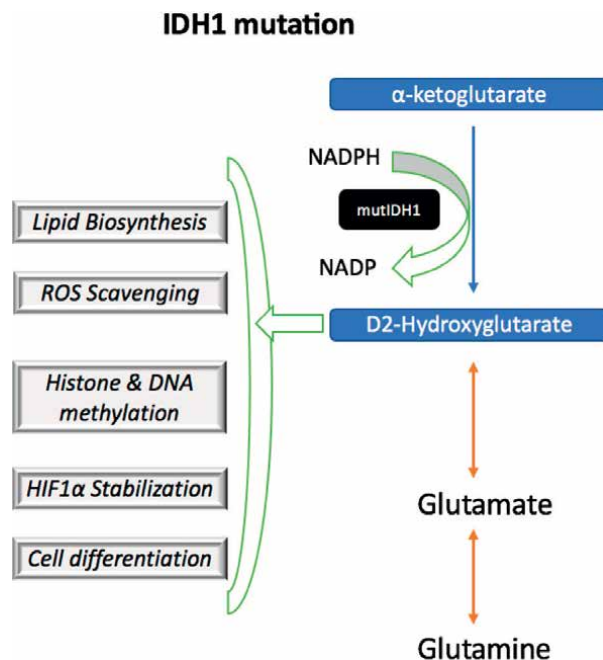 IDH1 mutation
α-ketoglutarate
NADPH
mutIDH1
NADP
D2-Hydroxyglutarate
Glutamate
Glutamine
Lipid Biosynthesis
ROS Scavenging
Histone & DNA
methylation
HIF1α Stabilization
Cell differentiation